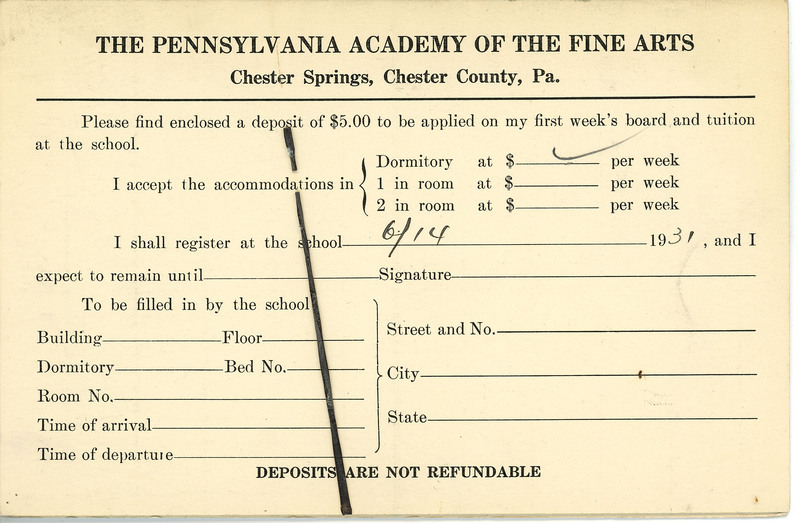 THE PENNSYLVANIA ACADEMY OF THE FINE ARTS
Chester Springs, Chester County, Pa.
Please find enclosed a deposit of $5.00 to be applied on my first week's board and tuition
at the school.
Dormitory at $ ✓ per week
I accept the accommodations in { 1 in room at $ per week
2 in room at $ per week
I shall register at the school 6/14 1931, and I
expect to remain until Signature
To be filled in by the school
Building Floor
Street and No.
Dormitory Bed No.
City
Room No.
State
Time of arrival
Time of departure
DEPOSITS ARE NOT REFUNDABLE